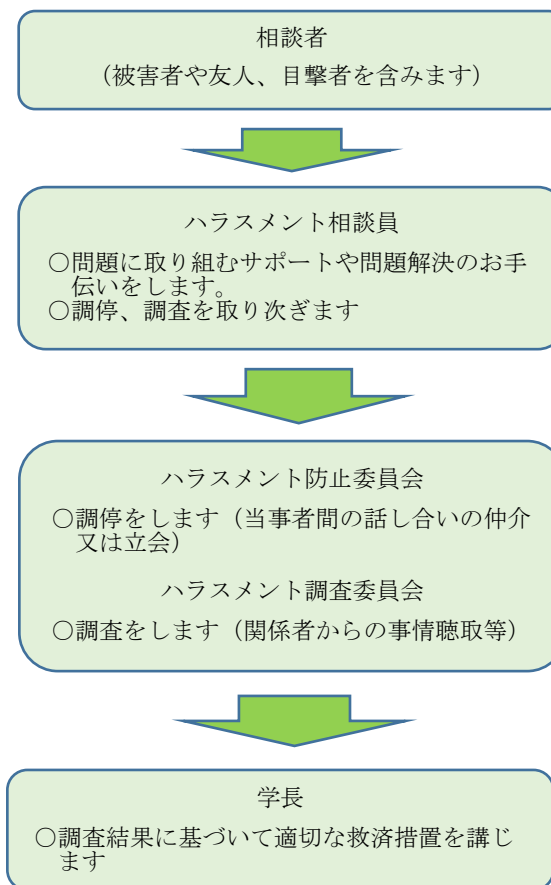 相談者
（被害者や友人、目撃者を含みます）
ハラスメント相談員
○問題に取り組むサポートや問題解決のお手
伝いをします。
○調停、調査を取り次ぎます
ハラスメント防止委員会
○調停をします（当事者間の話し合いの仲介
又は立会）
ハラスメント調査委員会
○調査をします（関係者からの事情聴取等）
学長
○調査結果に基づいて適切な救済措置を講じ
ます